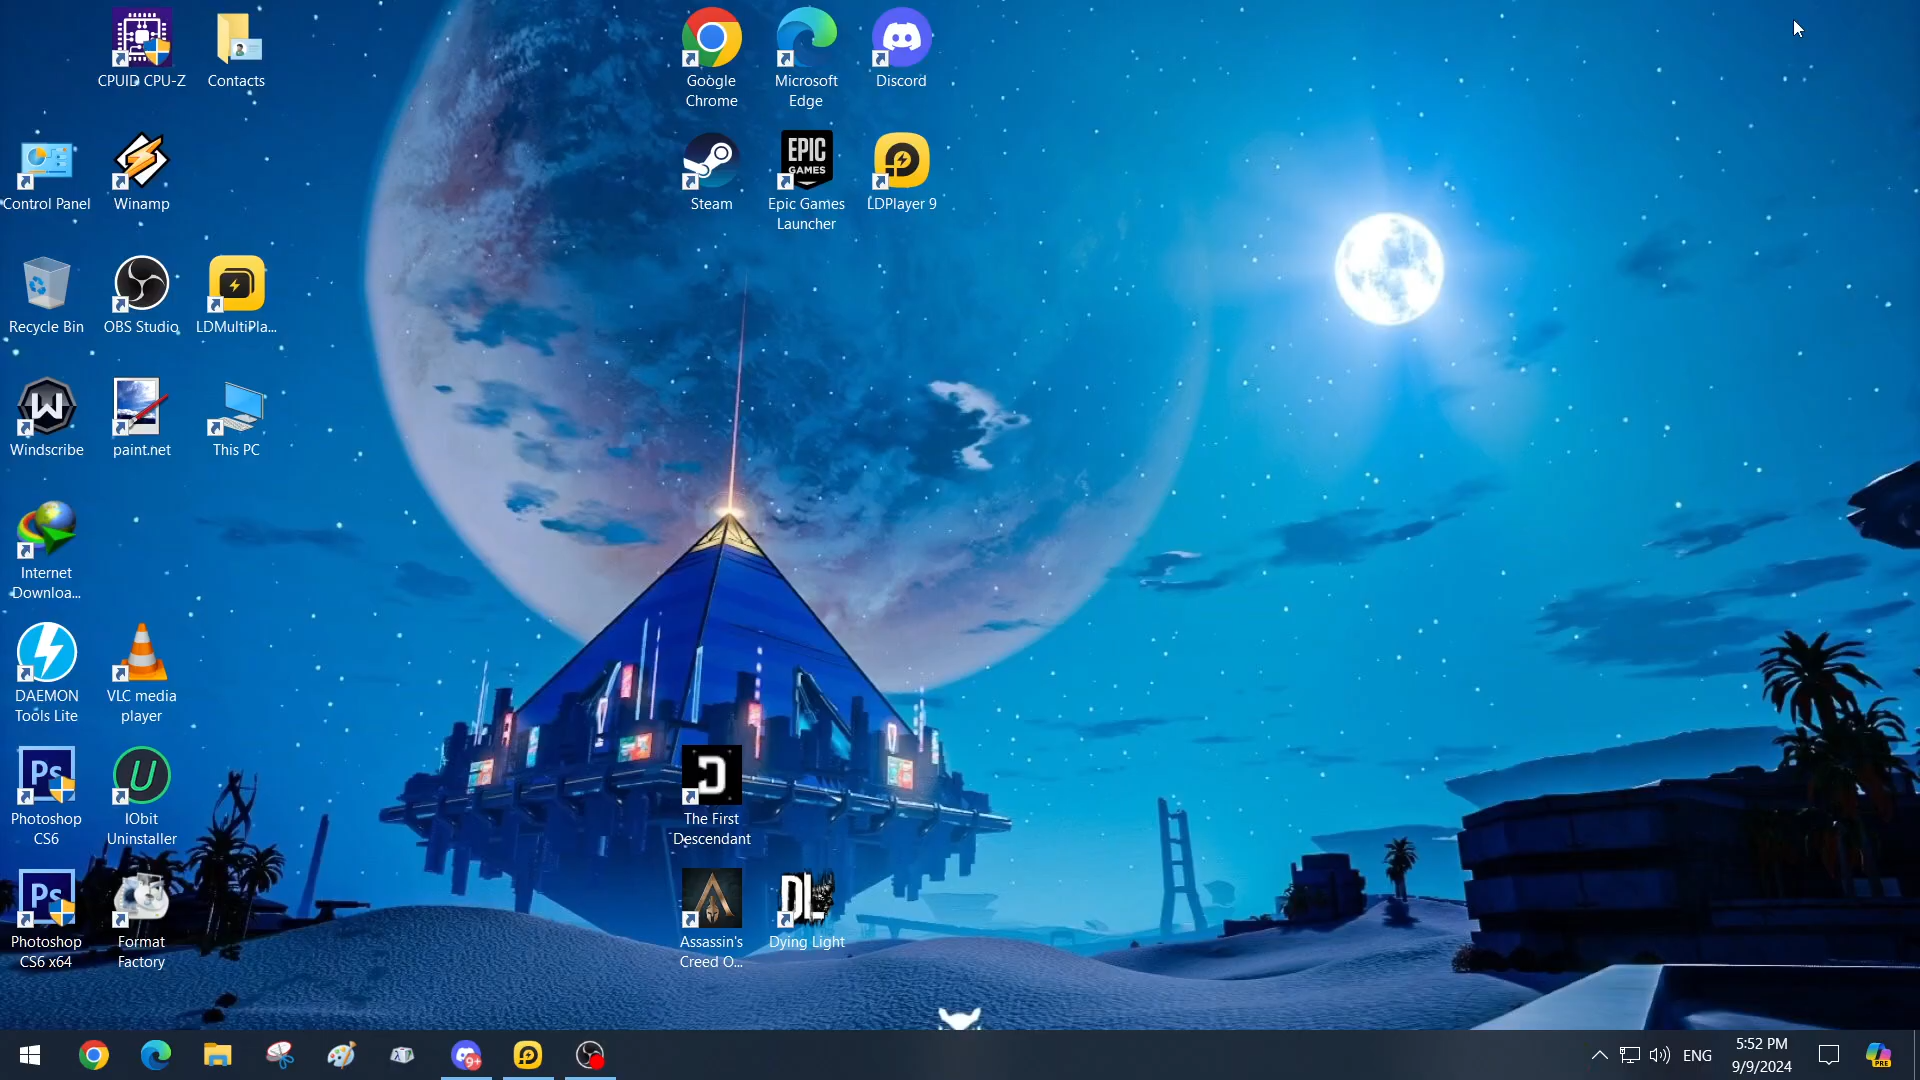 CPUID CPU-Z
Contacts
Google
Chrome
Microsoft
Edge
Discord
Control Panel
Winamp
Steam
EPIC
GAMES
Epic Games
Launcher
LDPlayer 9
Recycle Bin
OBS Studio
LDMultiPla...
W
Windscribe
paint.net
This PC
Internet
Downloa...
DAEMON
Tools Lite
VLC media
player
Ps
Photoshop
CS6
U
IObit
Uninstaller
D
The First
Descendant
Ps
Photoshop
CS6 x64
Format
Factory
Assassin's
Creed O...
DL
Dying Light
9+
ENG
5:52 PM
9/9/2024
PRE